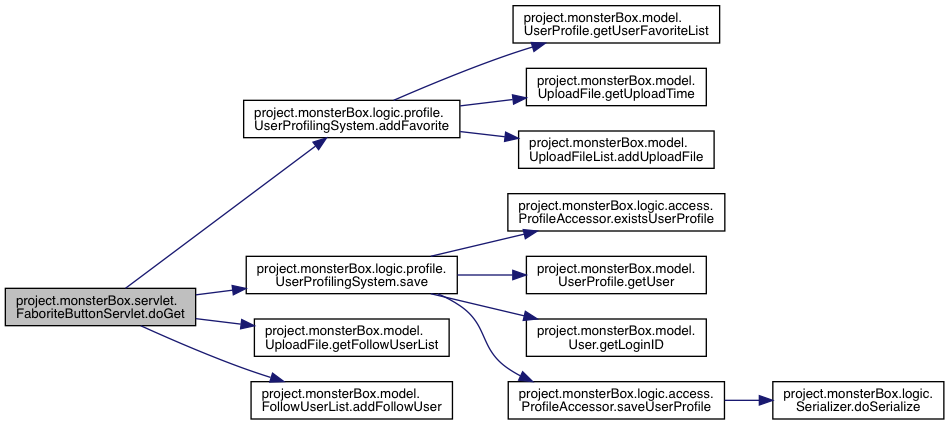 project.monsterBox.model.
UserProfile.getUserFavoriteList
project.monsterBox.model.
UploadFile.getUploadTime
project.monsterBox.logic.profile.
UserProfilingSystem.addFavorite
project.monsterBox.model.
UploadFileList.addUploadFile
project.monsterBox.logic.access.
ProfileAccessor.existsUserProfile
project.monsterBox.logic.profile.
UserProfilingSystem.save
project.monsterBox.model.
UserProfile.getUser
project.monsterBox.servlet.
FaboriteButtonServlet.doGet
project.monsterBox.model.
UploadFile.getFollowUserList
project.monsterBox.model.
User.getLoginID
project.monsterBox.model.
FollowUserList.addFollowUser
project.monsterBox.logic.access.
ProfileAccessor.saveUserProfile
project.monsterBox.logic.
Serializer.doSerialize